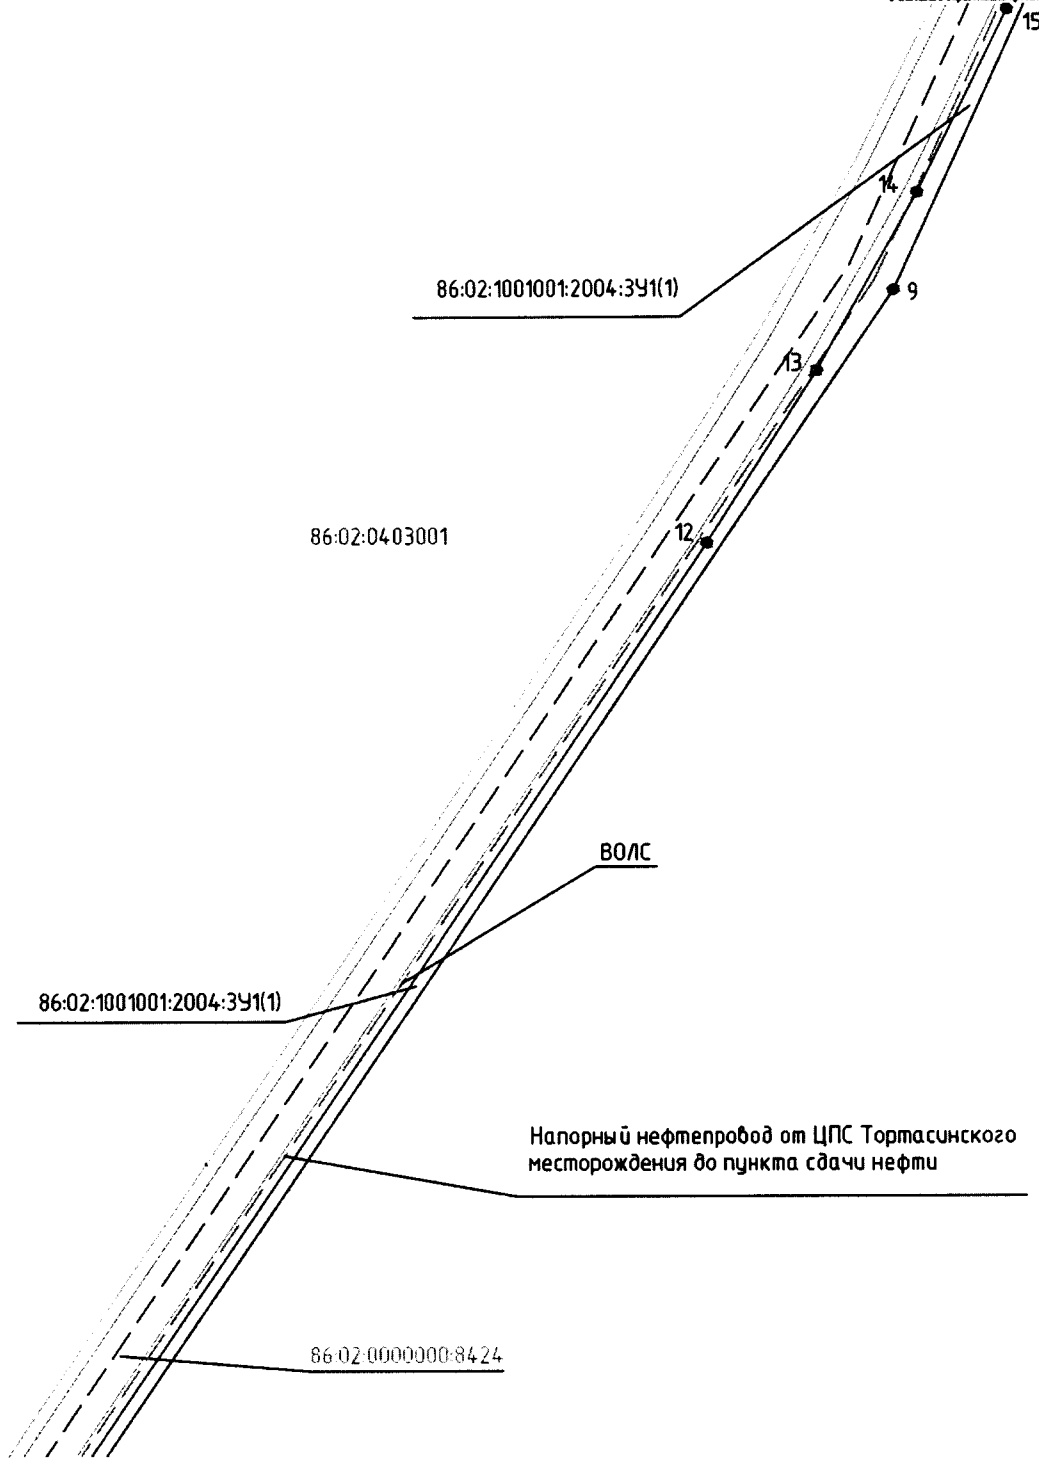 15
14
86:02:1001001:2004:ЗУ1(1)
9
13
12
86:02:0403001
ВОЛС
86:02:1001001:2004:ЗУ1(1)
Напорный нефтепровод от ЦПС Тортасинского
месторождения до пункта сдачи нефти
86:02:0000000:8424